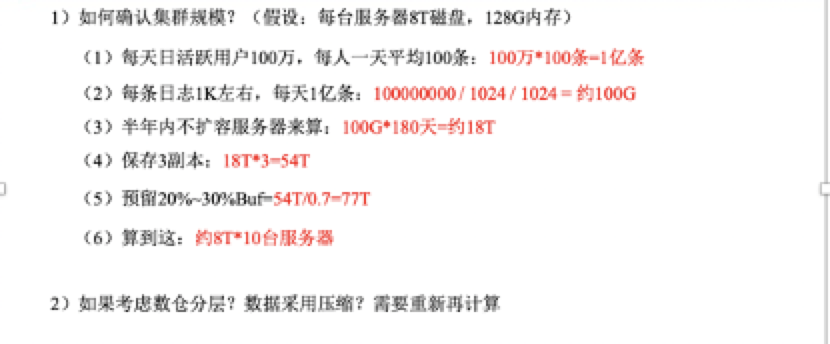 1）如何确认集群规模？（假设：每台服务器8T磁盘，128G内存）
（1）每天日活跃用户100万，每人一天平均100条：100万*100条=1亿条
（2）每条日志1K左右，每天1亿条：100000000 / 1024 / 1024 = 约100G
（3）半年内不扩容服务器来算：100G*180天=约18T
（4）保存3副本：18T*3=54T
（5）预留20%~30%Buf=54T/0.7=77T
（6）算到这：约8T*10台服务器
2）如果考虑数仓分层？数据采用压缩？需要重新再计算